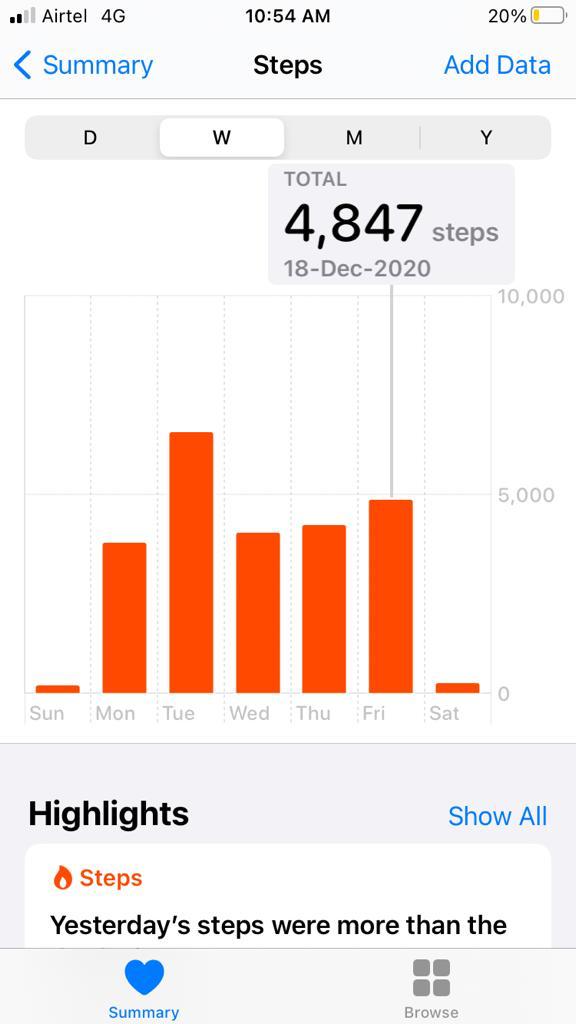 Airtel 4G 10:54 AM 20%
Summary Steps Add Data
D W M Y
TOTAL
4,847 steps
18-Dec-2020
10,000
5,000
0
Sun Mon Tue Wed Thu Fri Sat
Highlights Show All
Steps
Yesterday's steps were more than the
Summary Browse